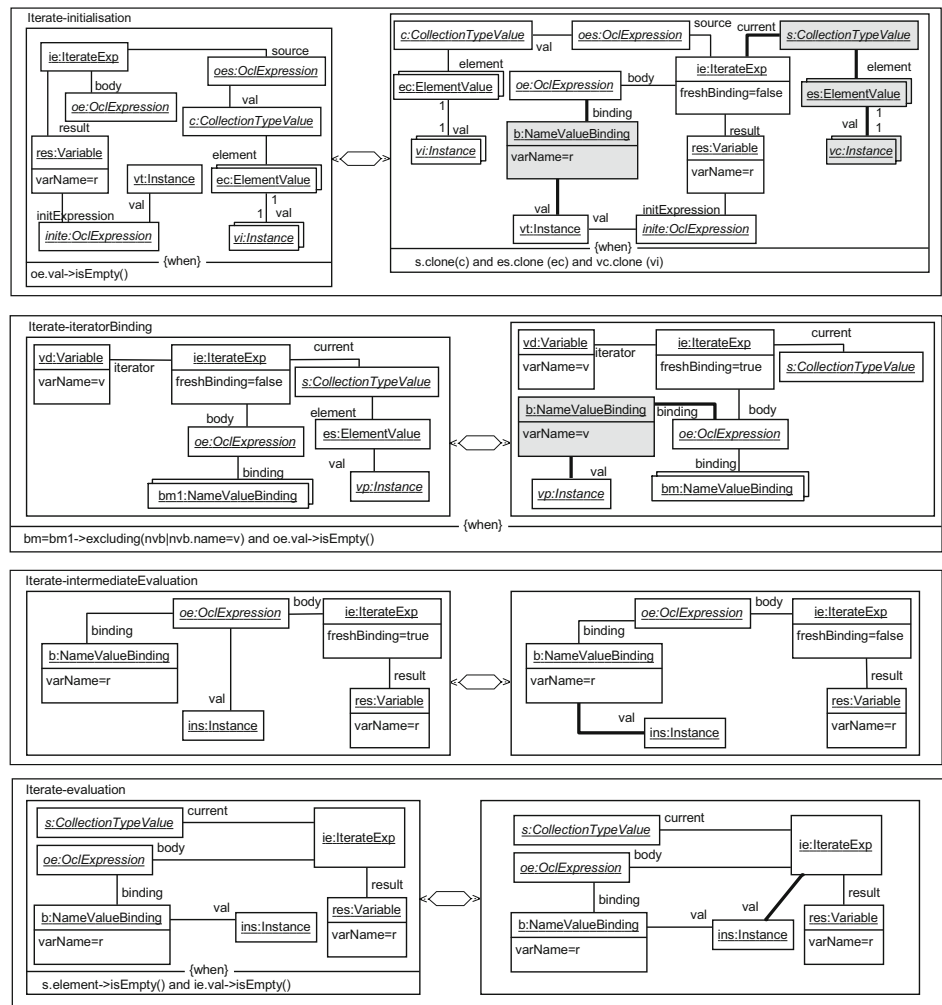 Iterate-initialisation
ie:IterateExp
source
oes:OclExpression
body
oe:OclExpression
val
c:CollectionTypeValue
result
res:Variable
varName=r
vt:Instance
element
ec:ElementValue
val
initExpression
1
1 val
inite:OclExpression
vi:Instance
{when}
oe.val->isEmpty()
c:CollectionTypeValue
val
oes:OclExpression
source
current
s:CollectionTypeValue
element
ec:ElementValue
oe:OclExpression
body
ie:IterateExp
freshBinding=false
element
es:ElementValue
1
1 val
vi:Instance
binding
b:NameValueBinding
varName=r
result
res:Variable
varName=r
1
val 1
vc:Instance
val
vt:Instance
val
initExpression
inite:OclExpression
{when}
s.clone(c) and es.clone (ec) and vc.clone (vi)
Iterate-iteratorBinding
vd:Variable
varName=v
iterator
ie:IterateExp
freshBinding=false
current
s:CollectionTypeValue
body
oe:OclExpression
element
es:ElementValue
binding
bm1:NameValueBinding
val
vp:Instance
vd:Variable
varName=v
iterator
ie:IterateExp
freshBinding=true
current
s:CollectionTypeValue
b:NameValueBinding
varName=v
binding
body
oe:OclExpression
val
vp:Instance
binding
bm:NameValueBinding
{when}
bm=bm1->excluding(nvb|nvb.name=v) and oe.val->isEmpty()
Iterate-intermediateEvaluation
oe:OclExpression
body
ie:IterateExp
freshBinding=true
binding
b:NameValueBinding
varName=r
result
val
ins:Instance
res:Variable
varName=r
oe:OclExpression
body
ie:IterateExp
freshBinding=false
binding
b:NameValueBinding
varName=r
result
val
ins:Instance
res:Variable
varName=r
Iterate-evaluation
s:CollectionTypeValue
current
ie:IterateExp
oe:OclExpression
body
binding
result
b:NameValueBinding
varName=r
val
ins:Instance
res:Variable
varName=r
{when}
s.element->isEmpty() and ie.val->isEmpty()
s:CollectionTypeValue
current
ie:IterateExp
oe:OclExpression
body
binding
result
b:NameValueBinding
varName=r
val
val
ins:Instance
res:Variable
varName=r